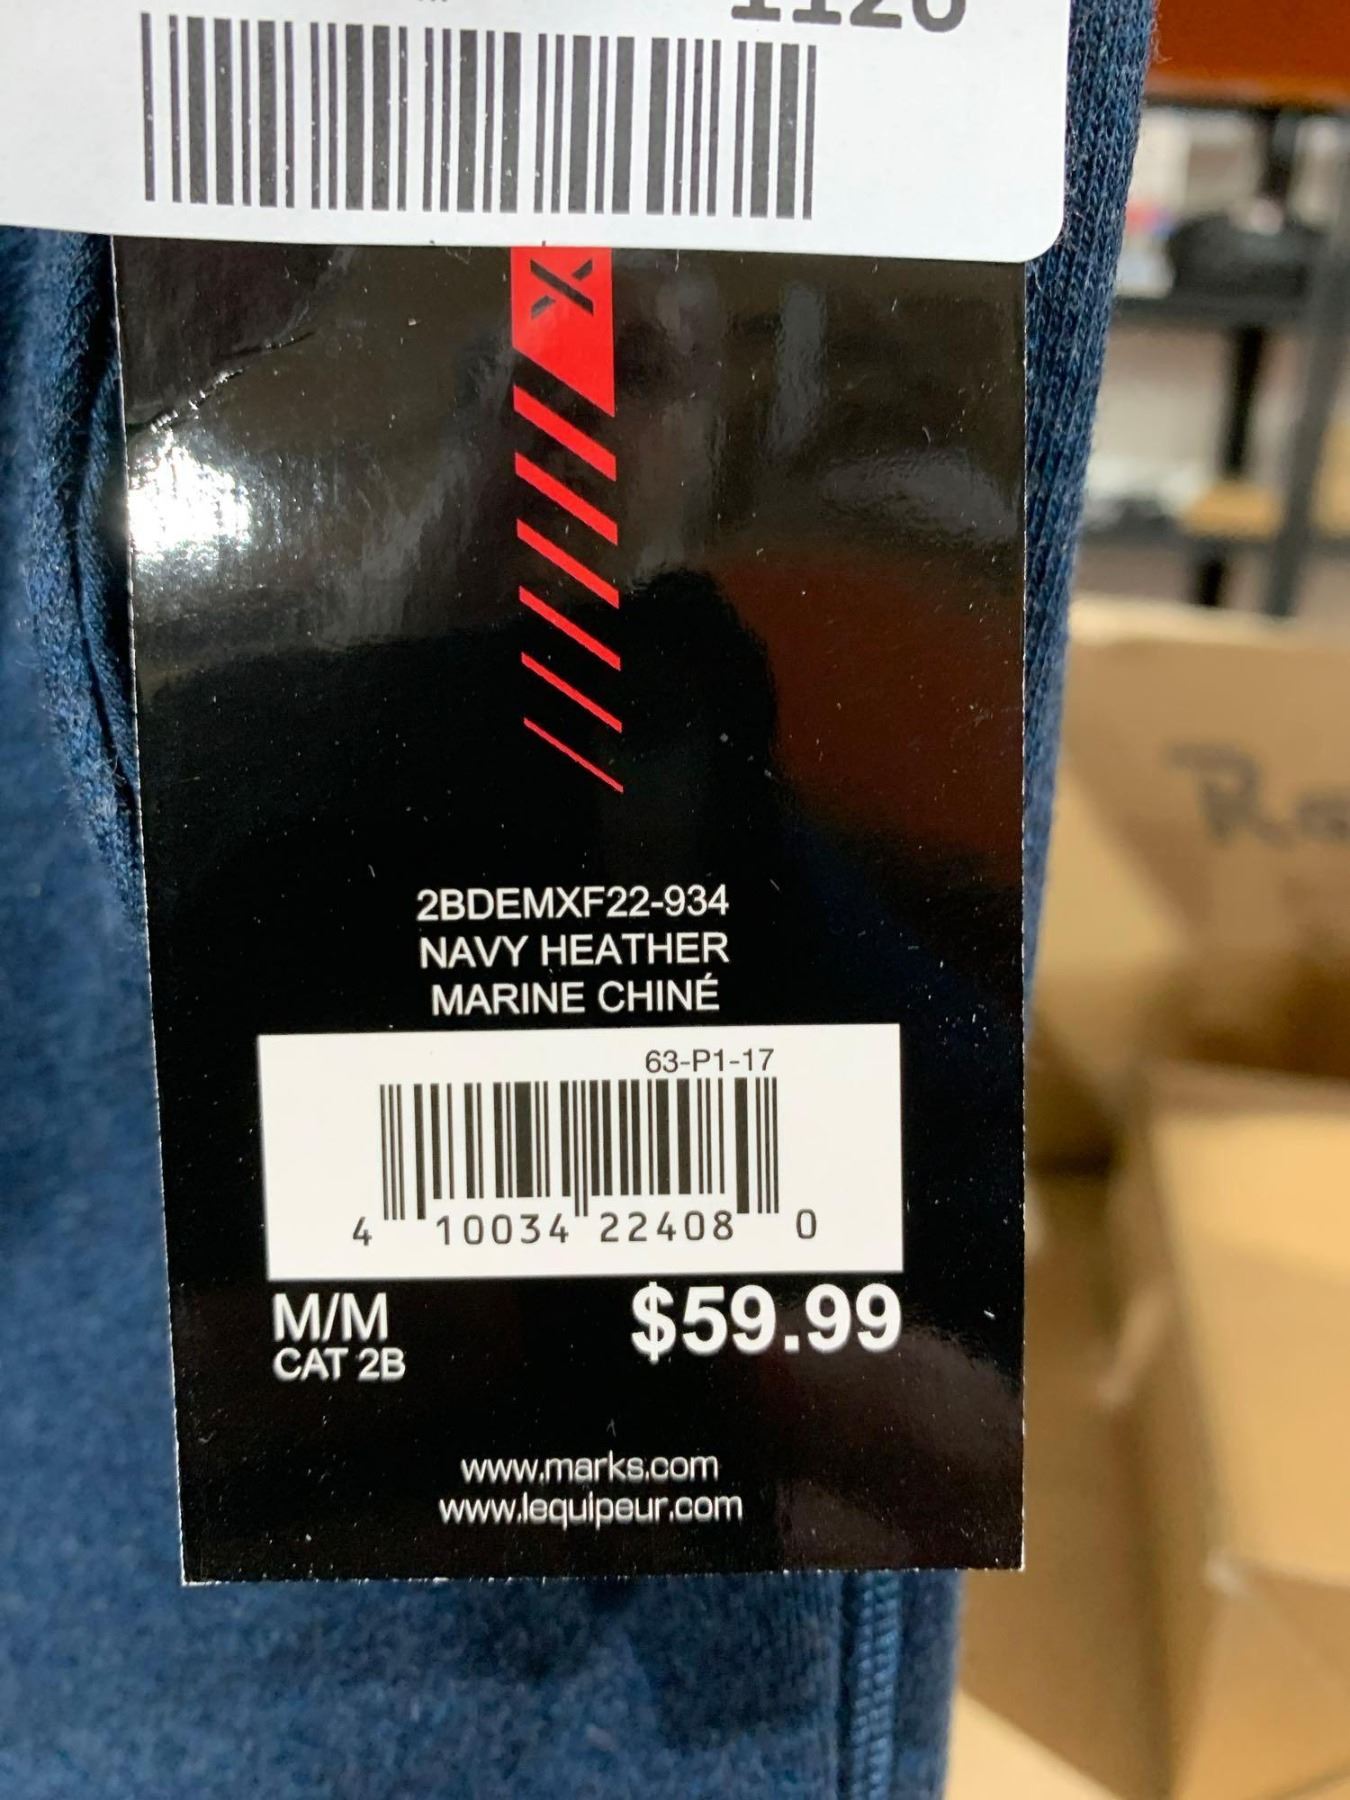 1126
X
2BDEMXF22-934
NAVY HEATHER
MARINE CHINÉ
63-P1-17
4 10034 22408 0
M/M
CAT 2B
$59.99
www.marks.com
www.lequipeur.com